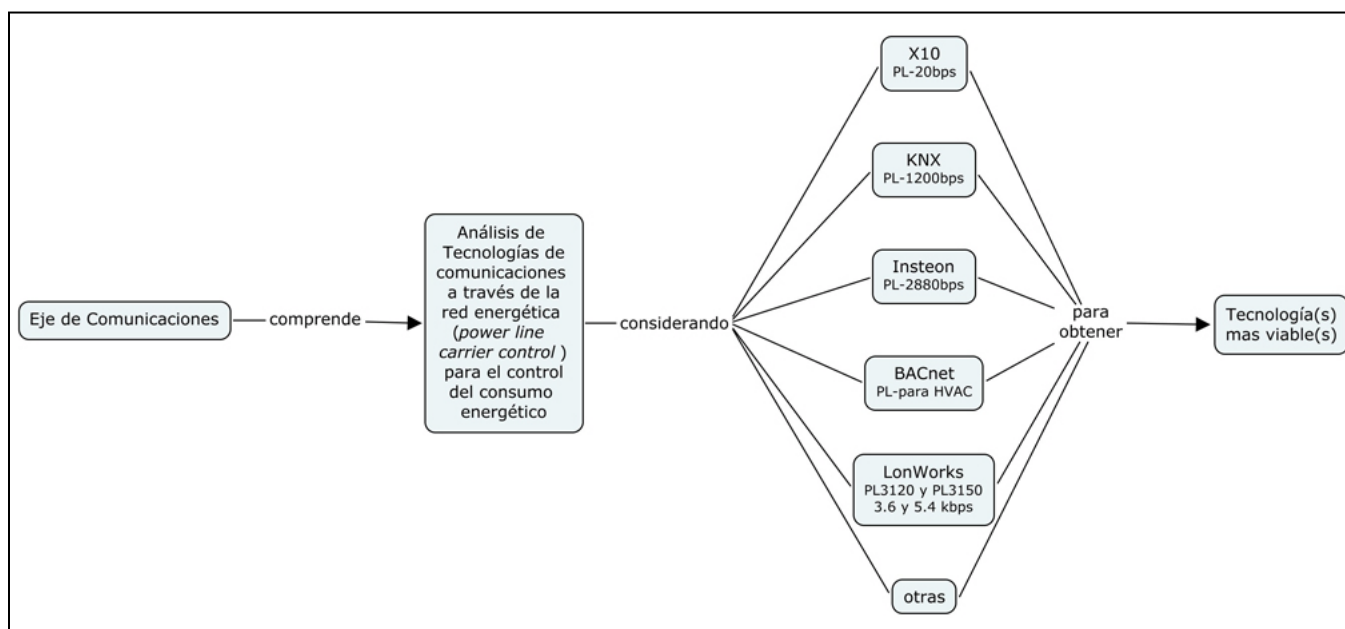 Eje de Comunicaciones
comprende
Análisis de
Tecnologías de
comunicaciones
a través de la
red energética
(power line
carrier control )
para el control
del consumo
energético
considerando
X10
PL-20bps
KNX
PL-1200bps
Insteon
PL-2880bps
BACnet
PL-para HVAC
LonWorks
PL3120 y PL3150
3.6 y 5.4 kbps
otras
para
obtener
Tecnología(s)
mas viable(s)